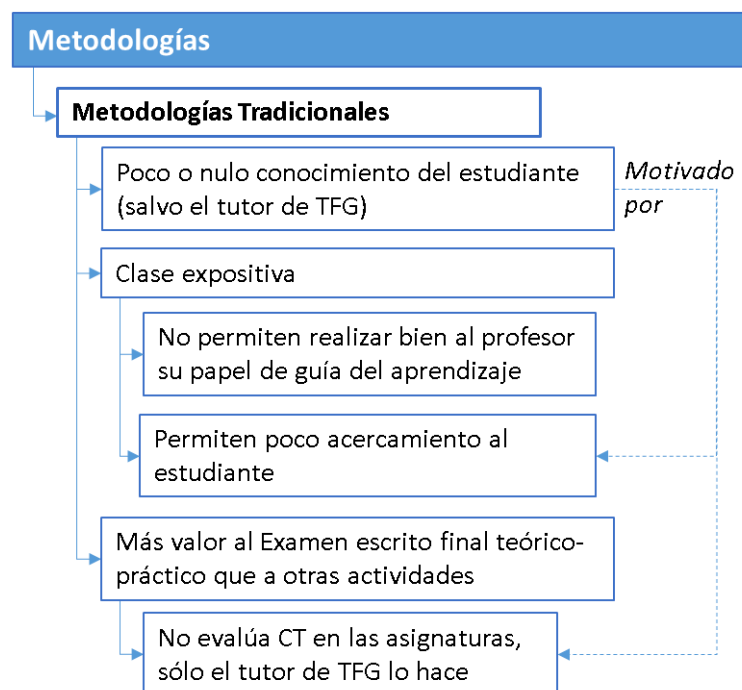 Metodologías
Metodologías Tradicionales
Poco o nulo conocimiento del estudiante
(salvo el tutor de TFG)
Motivado
por
Clase expositiva
No permiten realizar bien al profesor
su papel de guía del aprendizaje
Permiten poco acercamiento al
estudiante
Más valor al Examen escrito final teórico-
práctico que a otras actividades
No evalúa CT en las asignaturas,
sólo el tutor de TFG lo hace